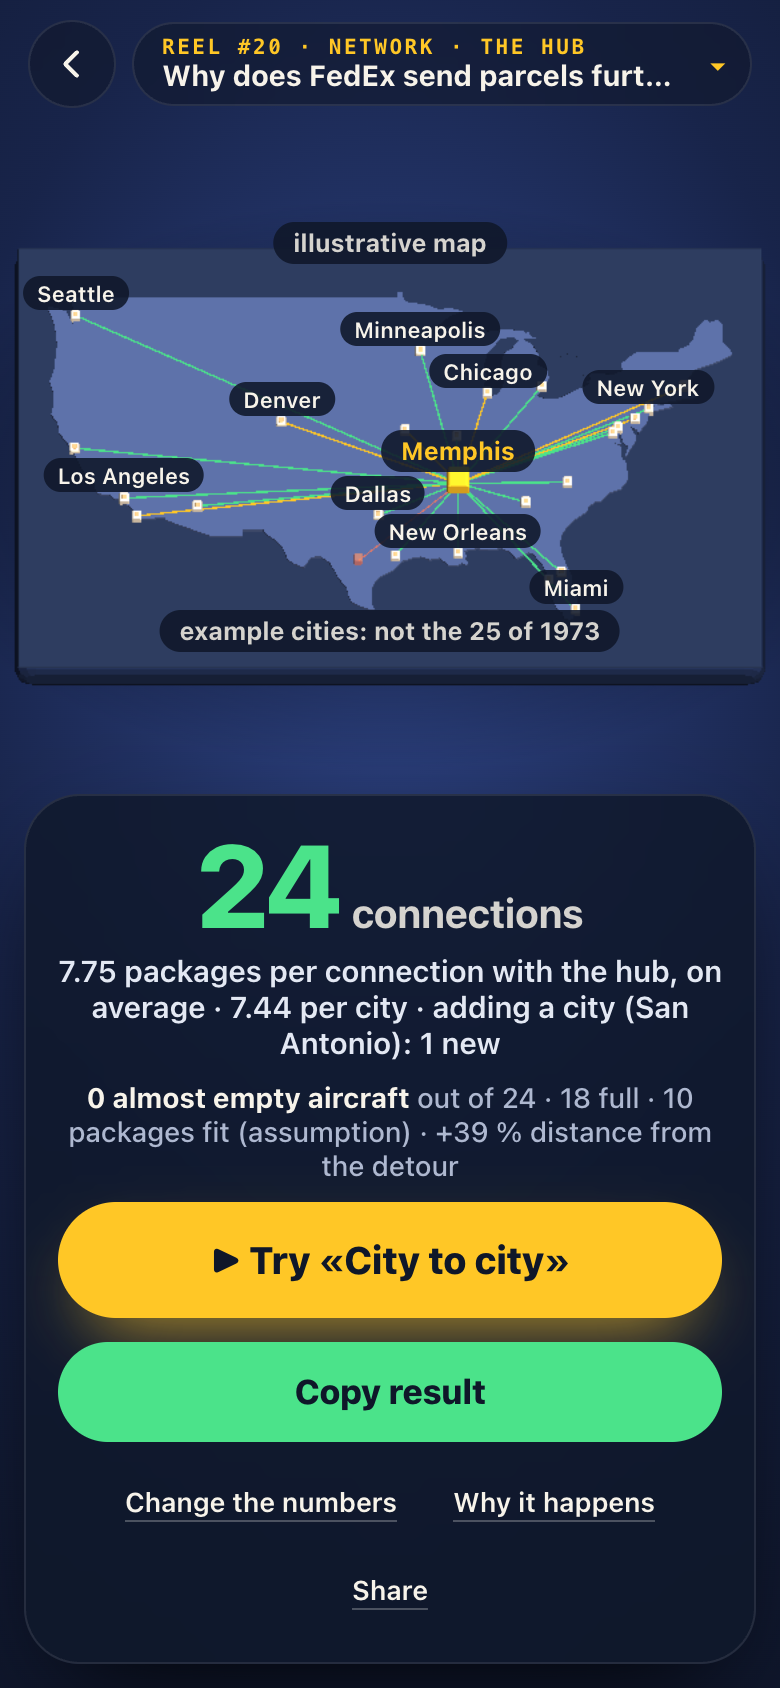 REEL #20 · NETWORK · THE HUB
Why does FedEx send parcels furt...
illustrative map
Seattle
Minneapolis
Chicago
New York
Denver
Memphis
Los Angeles
Dallas
New Orleans
Miami
example cities: not the 25 of 1973
24 connections
7.75 packages per connection with the hub, on
average · 7.44 per city · adding a city (San
Antonio): 1 new
0 almost empty aircraft out of 24 · 18 full · 10
packages fit (assumption) · +39 % distance from
the detour
Try «City to city»
Copy result
Change the numbers
Why it happens
Share